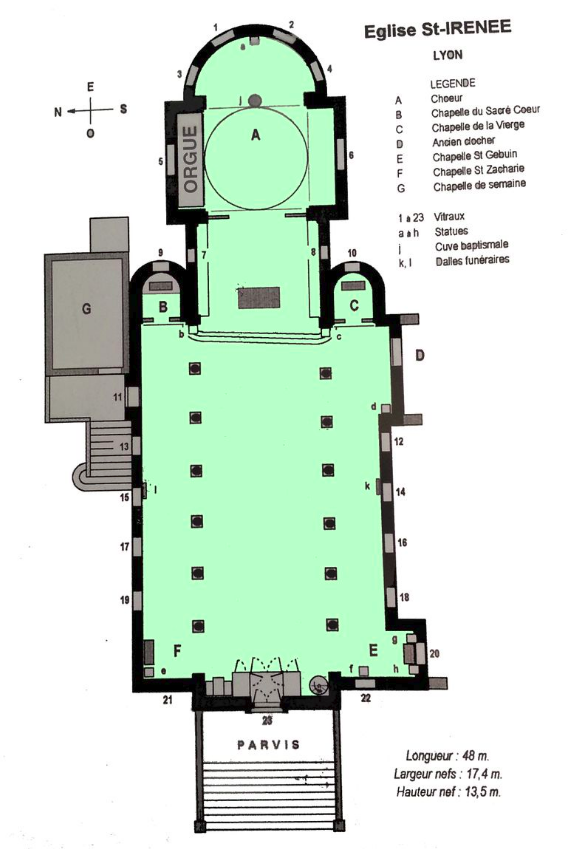 Eglise St-IRENEE
LYON
LEGENDE
A Choeur
B Chapelle du Sacré Coeur
C Chapelle de la Vierge
D Ancien clocher
E Chapelle St Gebuin
F Chapelle St Zacharie
G Chapelle de semaine
1 à 23 Vitraux
a à h Statues
j Cuve baptismale
k, l Dalles funéraires
E
N S
O
1 2
a
3 4
j
A
ORGUE
5 6
7 8
9 10
B C
G
b c
D
11
d
12
13
l k
14
15
16
17
18
19
F E
g
20
h
e f
21 22
23
PARVIS
Longueur : 48 m.
Largeur nefs : 17,4 m.
Hauteur nef : 13,5 m.